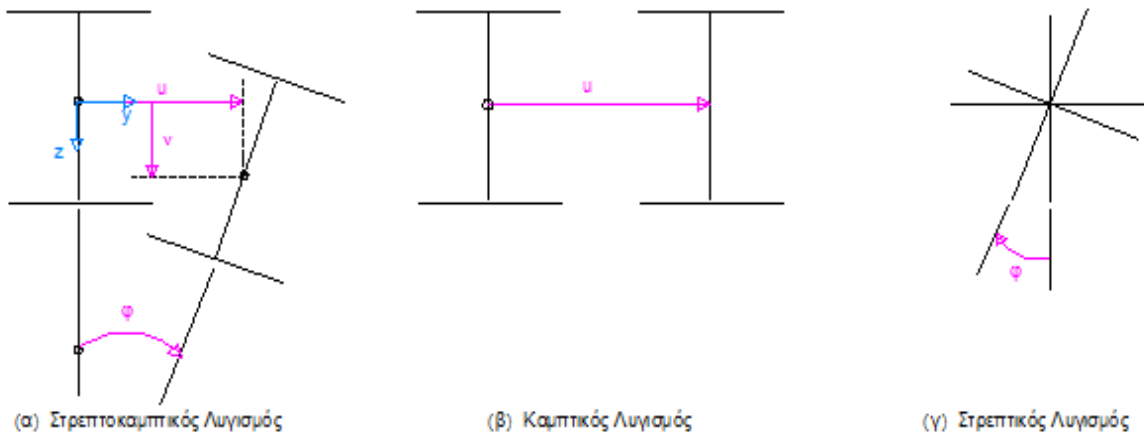 u
y
v
z
φ
(α) Στρεπτοκαμπτικός Λυγισμός
u
(β) Καμπτικός Λυγισμός
φ
(γ) Στρεπτικός Λυγισμός